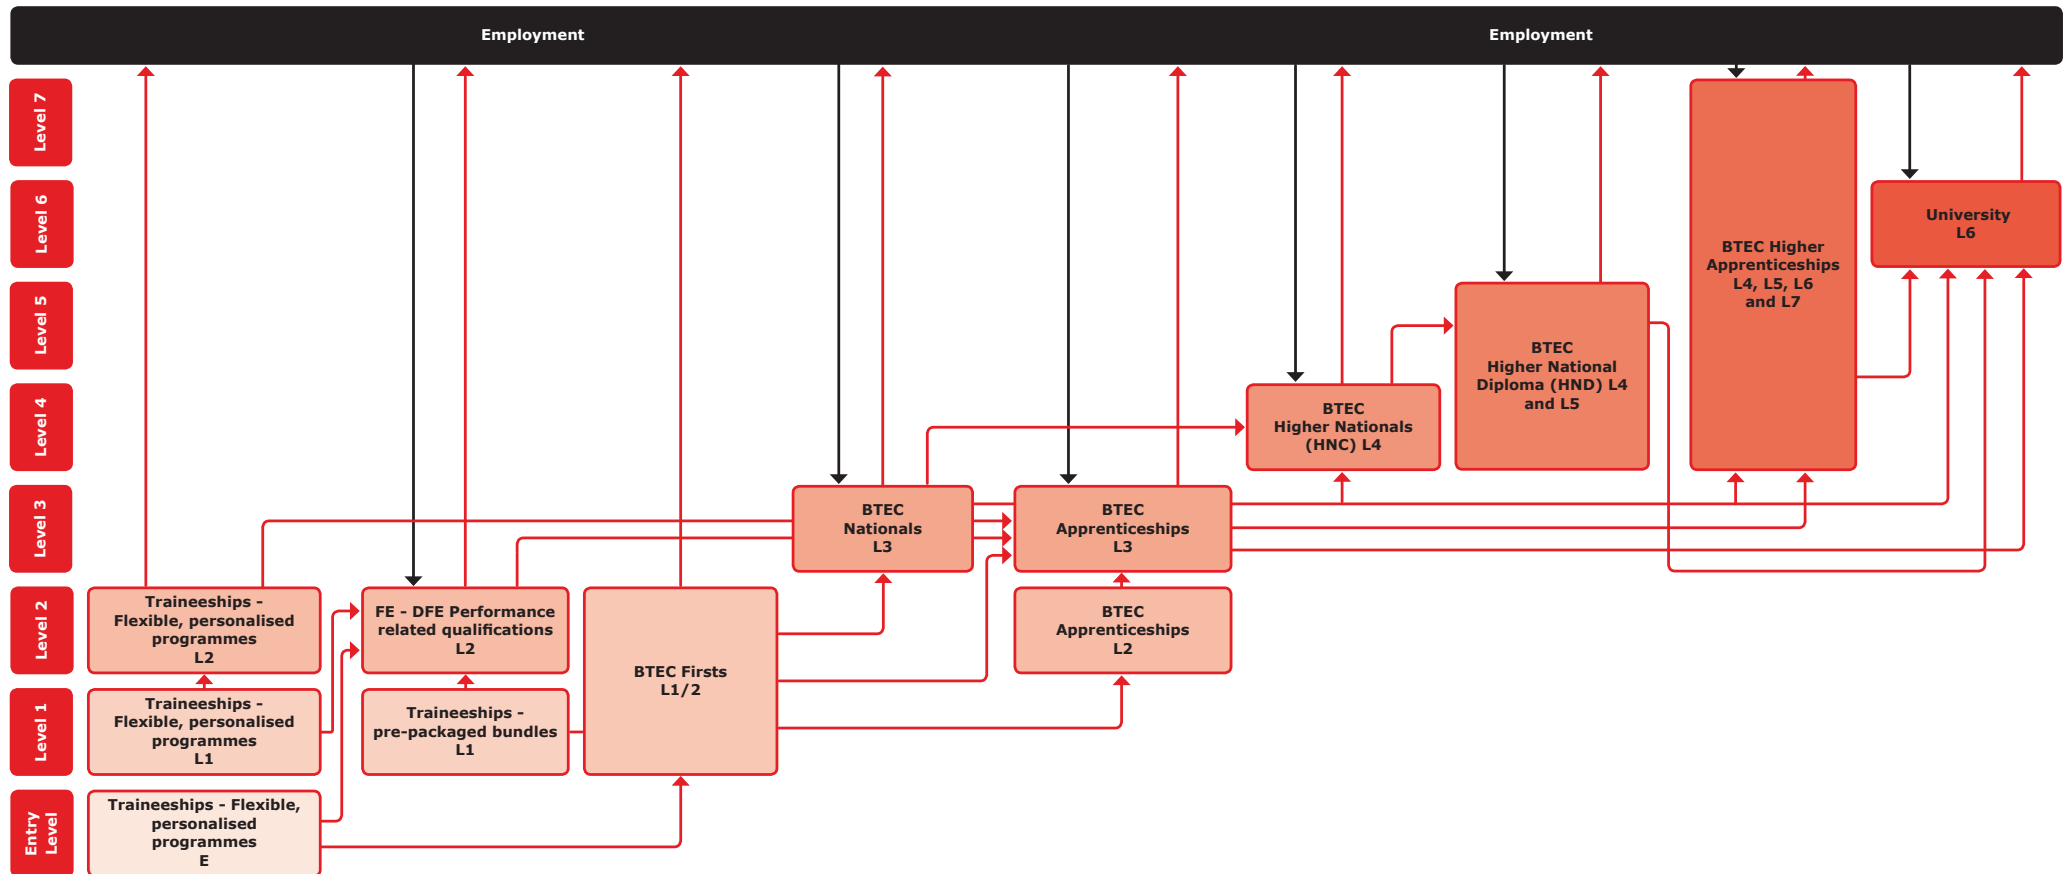 Employment
Employment
Level 7
Level 6
Level 5
Level 4
Level 3
Level 2
Level 1
Entry
Level
University
L6
BTEC Higher
Apprenticeships
L4, L5, L6
and L7
BTEC
Higher National
Diploma (HND) L4
and L5
BTEC
Higher Nationals
(HNC) L4
BTEC
Nationals
L3
BTEC
Apprenticeships
L3
Traineeships -
Flexible, personalised
programmes
L2
FE - DFE Performance
related qualifications
L2
BTEC Firsts
L1/2
BTEC
Apprenticeships
L2
Traineeships -
Flexible, personalised
programmes
L1
Traineeships -
pre-packaged bundles
L1
Traineeships - Flexible,
personalised
programmes
E